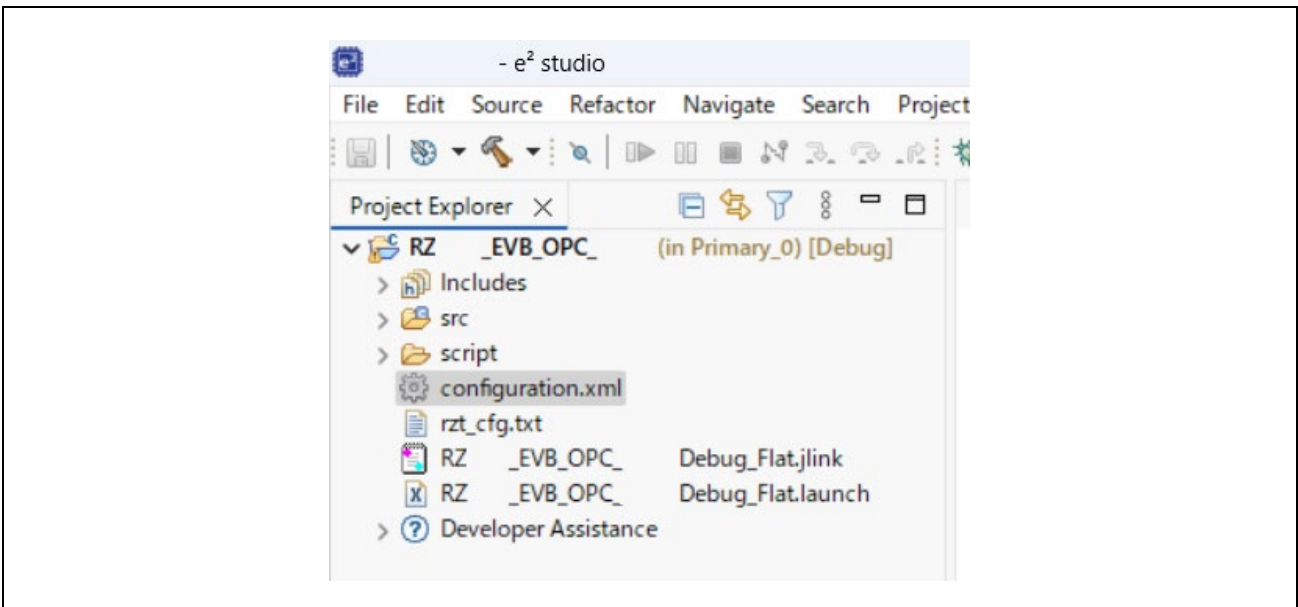 - e² studio
File Edit Source Refactor Navigate Search Project
Project Explorer
RZ _EVB_OPC_ (in Primary_0) [Debug]
Includes
src
script
configuration.xml
rzt_cfg.txt
RZ _EVB_OPC_ Debug_Flat.jlink
RZ _EVB_OPC_ Debug_Flat.launch
Developer Assistance